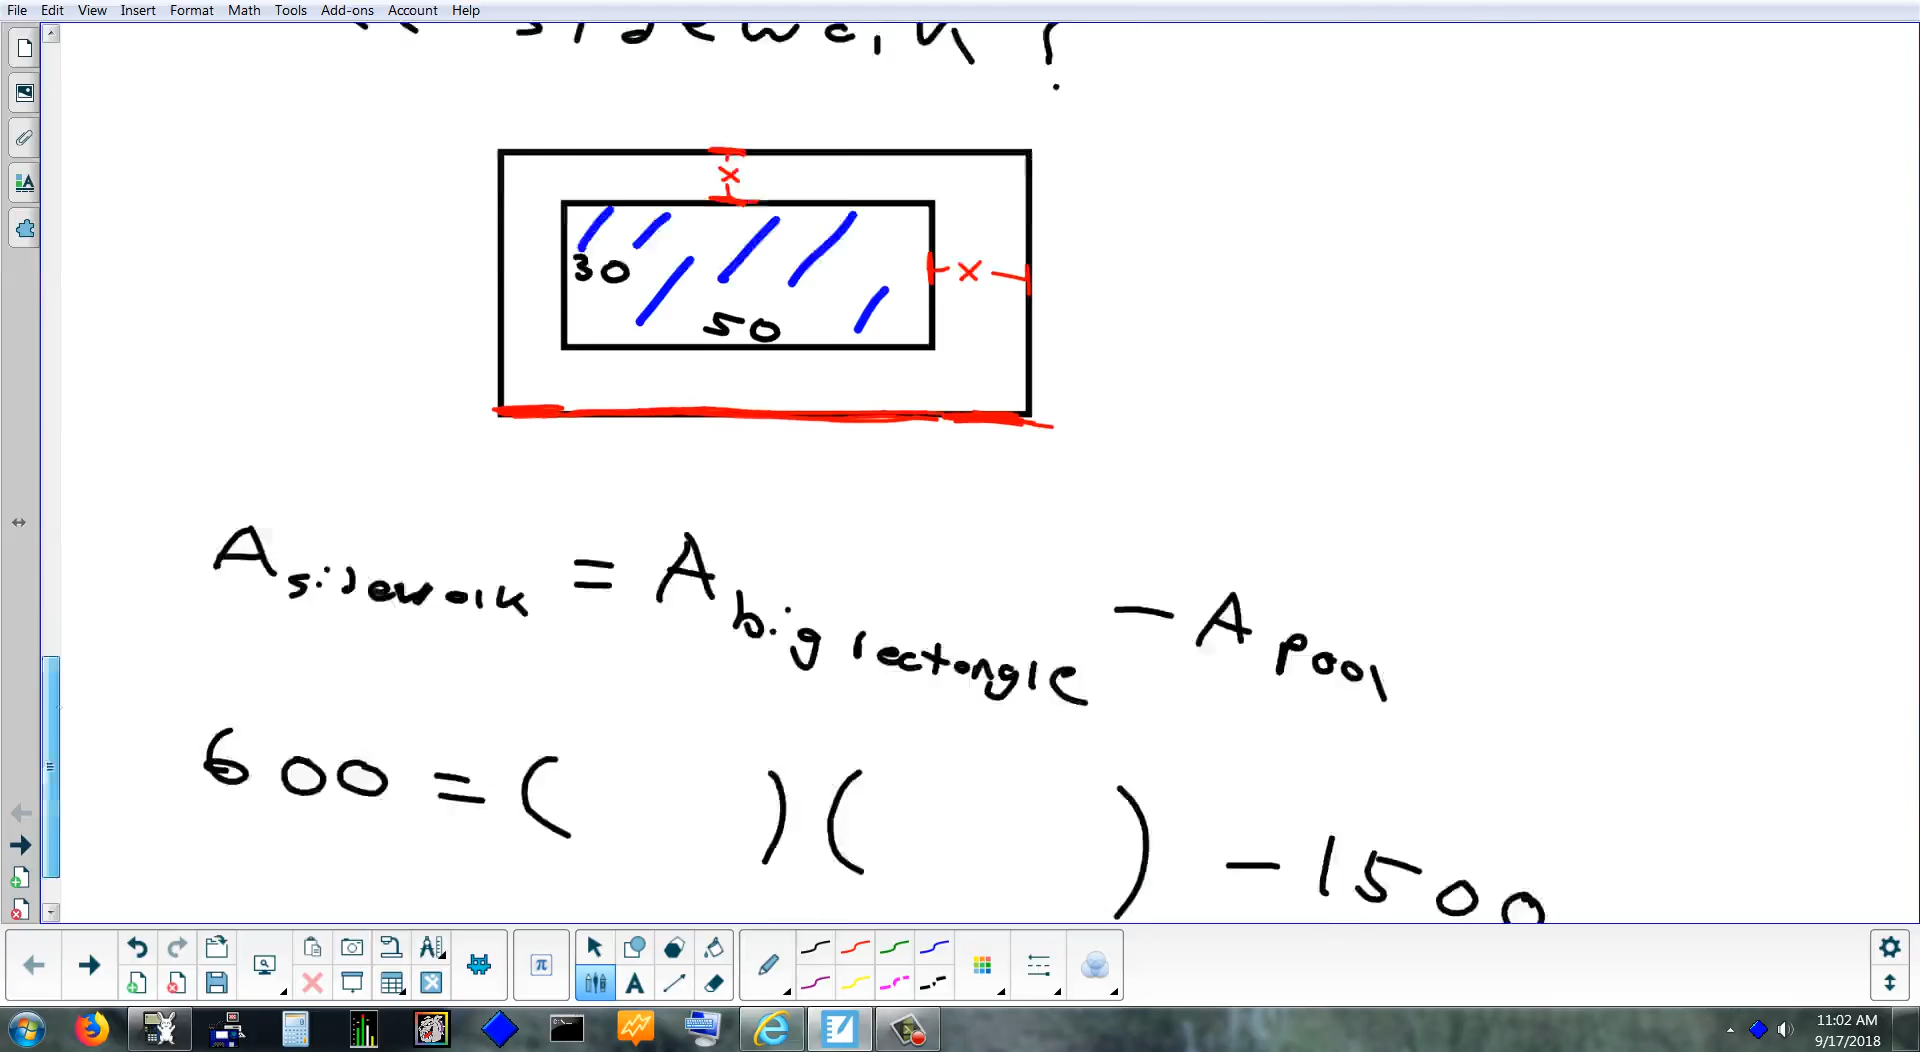 File Edit View Insert Format Math Tools Add-ons Account Help
sidewalk?
x
30
x
50
A sidewalk = A big rectangle - A pool
600 = ( )( ) - 1500
π
A
11:02 AM
9/17/2018